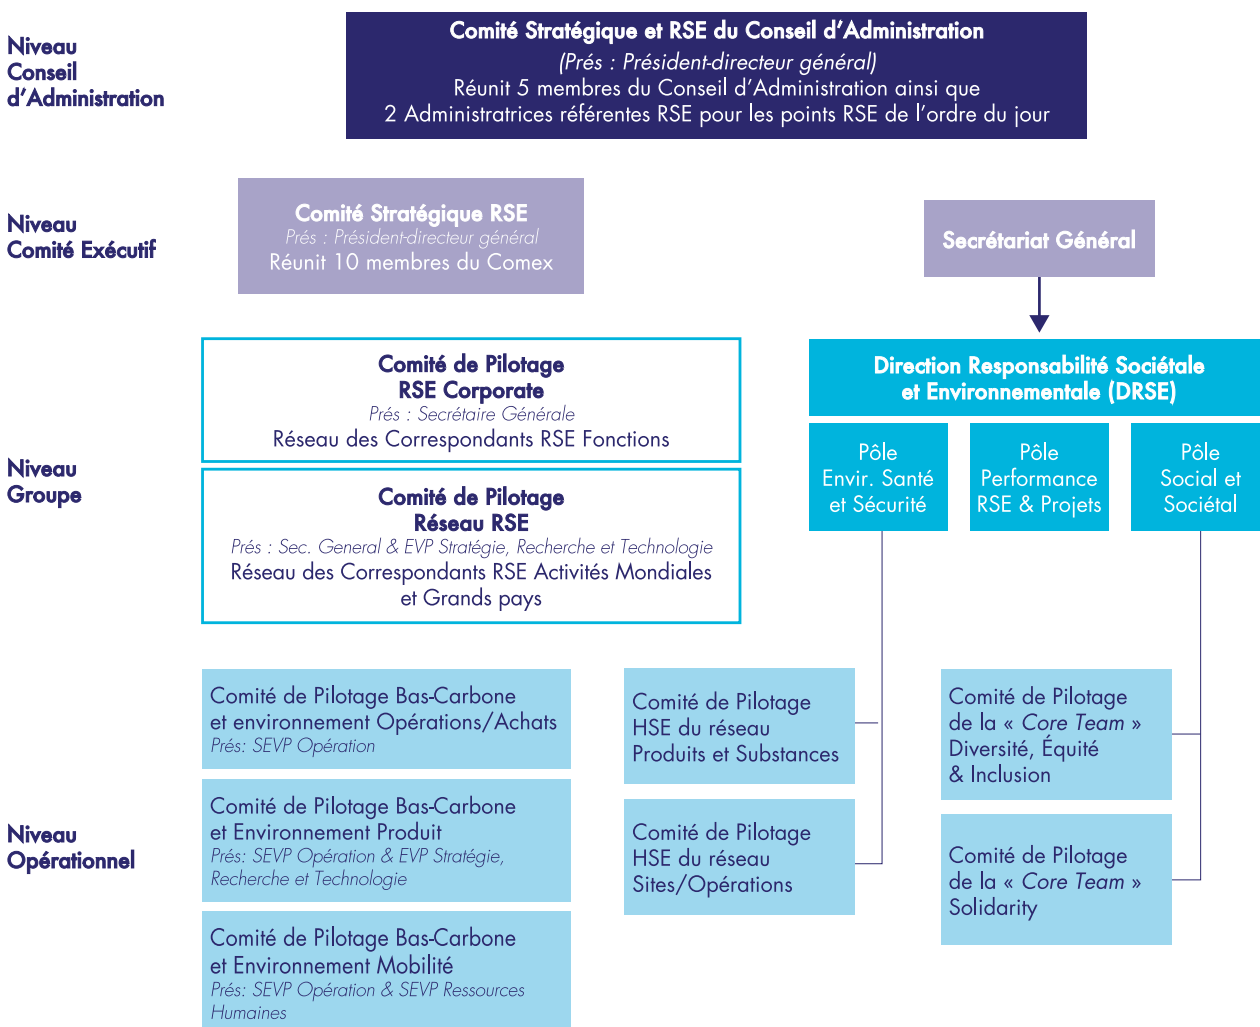 Niveau
Conseil
d'Administration
Comité Stratégique et RSE du Conseil d'Administration
(Prés : Président-directeur général)
Réunit 5 membres du Conseil d'Administration ainsi que
2 Administratrices référentes RSE pour les points RSE de l'ordre du jour
Niveau
Comité Exécutif
Comité Stratégique RSE
Prés : Président-directeur général
Réunit 10 membres du Comex
Secrétariat Général
Niveau
Groupe
Comité de Pilotage
RSE Corporate
Prés : Secrétaire Générale
Réseau des Correspondants RSE Fonctions
Comité de Pilotage
Réseau RSE
Prés : Sec. General & EVP Stratégie, Recherche et Technologie
Réseau des Correspondants RSE Activités Mondiales
et Grands pays
Direction Responsabilité Sociétale
et Environnementale (DRSE)
Pôle
Envir. Santé
et Sécurité
Pôle
Performance
RSE & Projets
Pôle
Social et
Sociétal
Niveau
Opérationnel
Comité de Pilotage Bas-Carbone
et environnement Opérations/Achats
Prés: SEVP Opération
Comité de Pilotage Bas-Carbone
et Environnement Produit
Prés: SEVP Opération & EVP Stratégie,
Recherche et Technologie
Comité de Pilotage Bas-Carbone
et Environnement Mobilité
Prés: SEVP Opération & SEVP Ressources
Humaines
Comité de Pilotage
HSE du réseau
Produits et Substances
Comité de Pilotage
HSE du réseau
Sites/Opérations
Comité de Pilotage
de la « Core Team »
Diversité, Équité
& Inclusion
Comité de Pilotage
de la « Core Team »
Solidarity